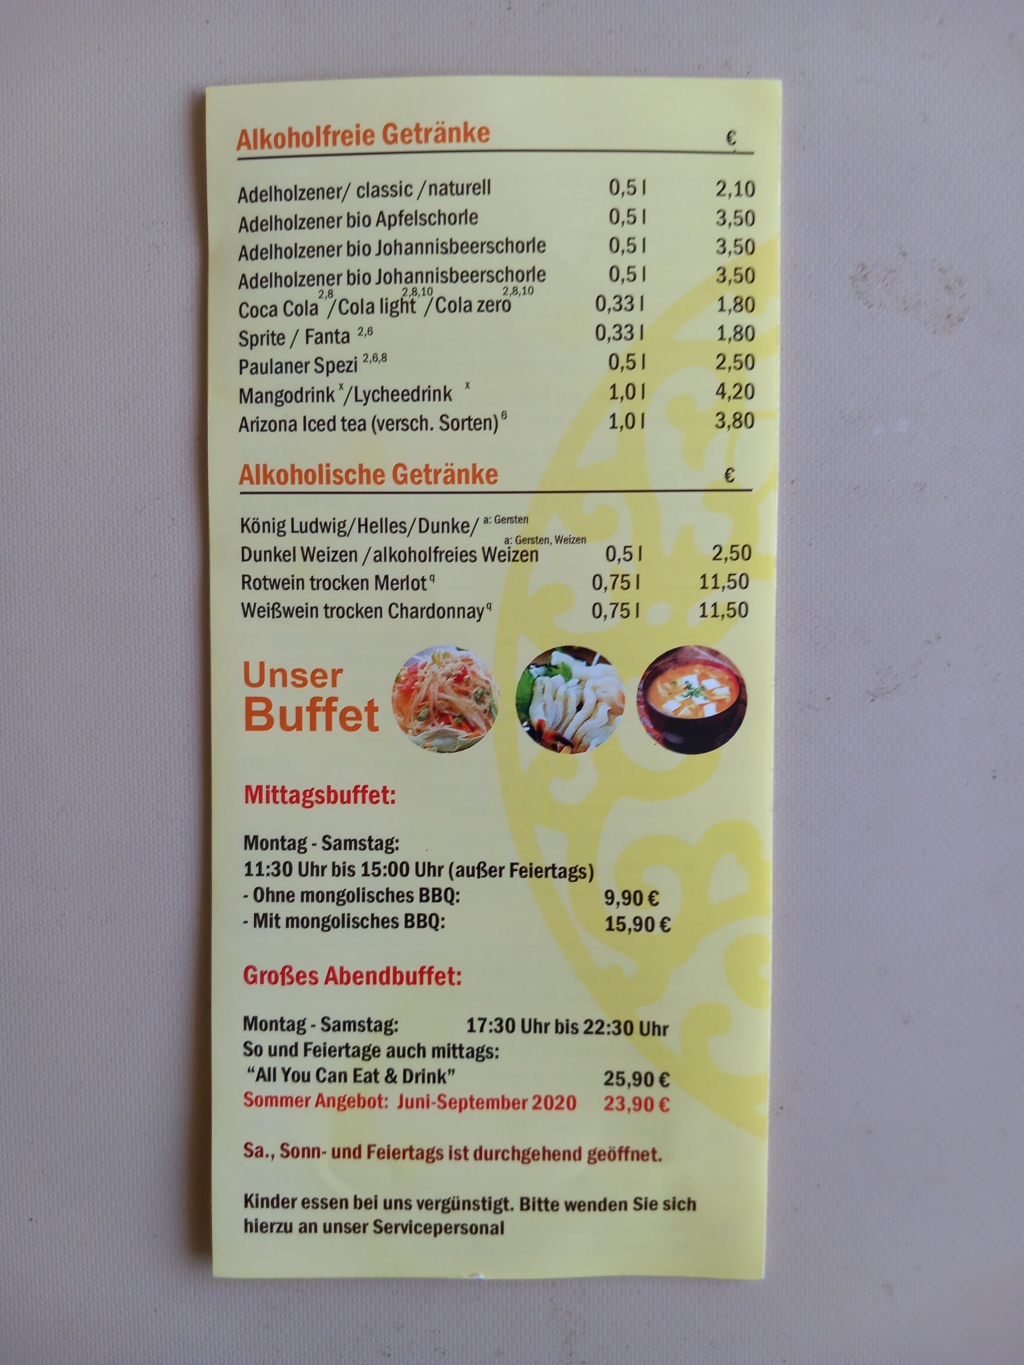 Alkoholfreie Getränke €
Adelholzener/ classic /naturell 0,5 l 2,10
Adelholzener bio Apfelschorle 0,5 l 3,50
Adelholzener bio Johannisbeerschorle 0,5 l 3,50
Adelholzener bio Johannisbeerschorle 0,5 l 3,50
Coca Cola 2,8 /Cola light 2,8,10 /Cola zero 2,8,10 0,33 l 1,80
Sprite / Fanta 2,6 0,33 l 1,80
Paulaner Spezi 2,6,8 0,5 l 2,50
Mangodrink x /Lycheedrink x 1,0 l 4,20
Arizona Iced tea (versch. Sorten) 6 1,0 l 3,80
Alkoholische Getränke €
König Ludwig/Helles/Dunke/ a: Gersten
a: Gersten, Weizen
Dunkel Weizen /alkoholfreies Weizen 0,5 l 2,50
Rotwein trocken Merlot q 0,75 l 11,50
Weißwein trocken Chardonnay q 0,75 l 11,50
Unser
Buffet
Mittagsbuffet:
Montag - Samstag:
11:30 Uhr bis 15:00 Uhr (außer Feiertags)
- Ohne mongolisches BBQ: 9,90 €
- Mit mongolisches BBQ: 15,90 €
Großes Abendbuffet:
Montag - Samstag: 17:30 Uhr bis 22:30 Uhr
So und Feiertage auch mittags:
“All You Can Eat & Drink” 25,90 €
Sommer Angebot: Juni-September 2020 23,90 €
Sa., Sonn- und Feiertags ist durchgehend geöffnet.
Kinder essen bei uns vergünstigt. Bitte wenden Sie sich
hierzu an unser Servicepersonal